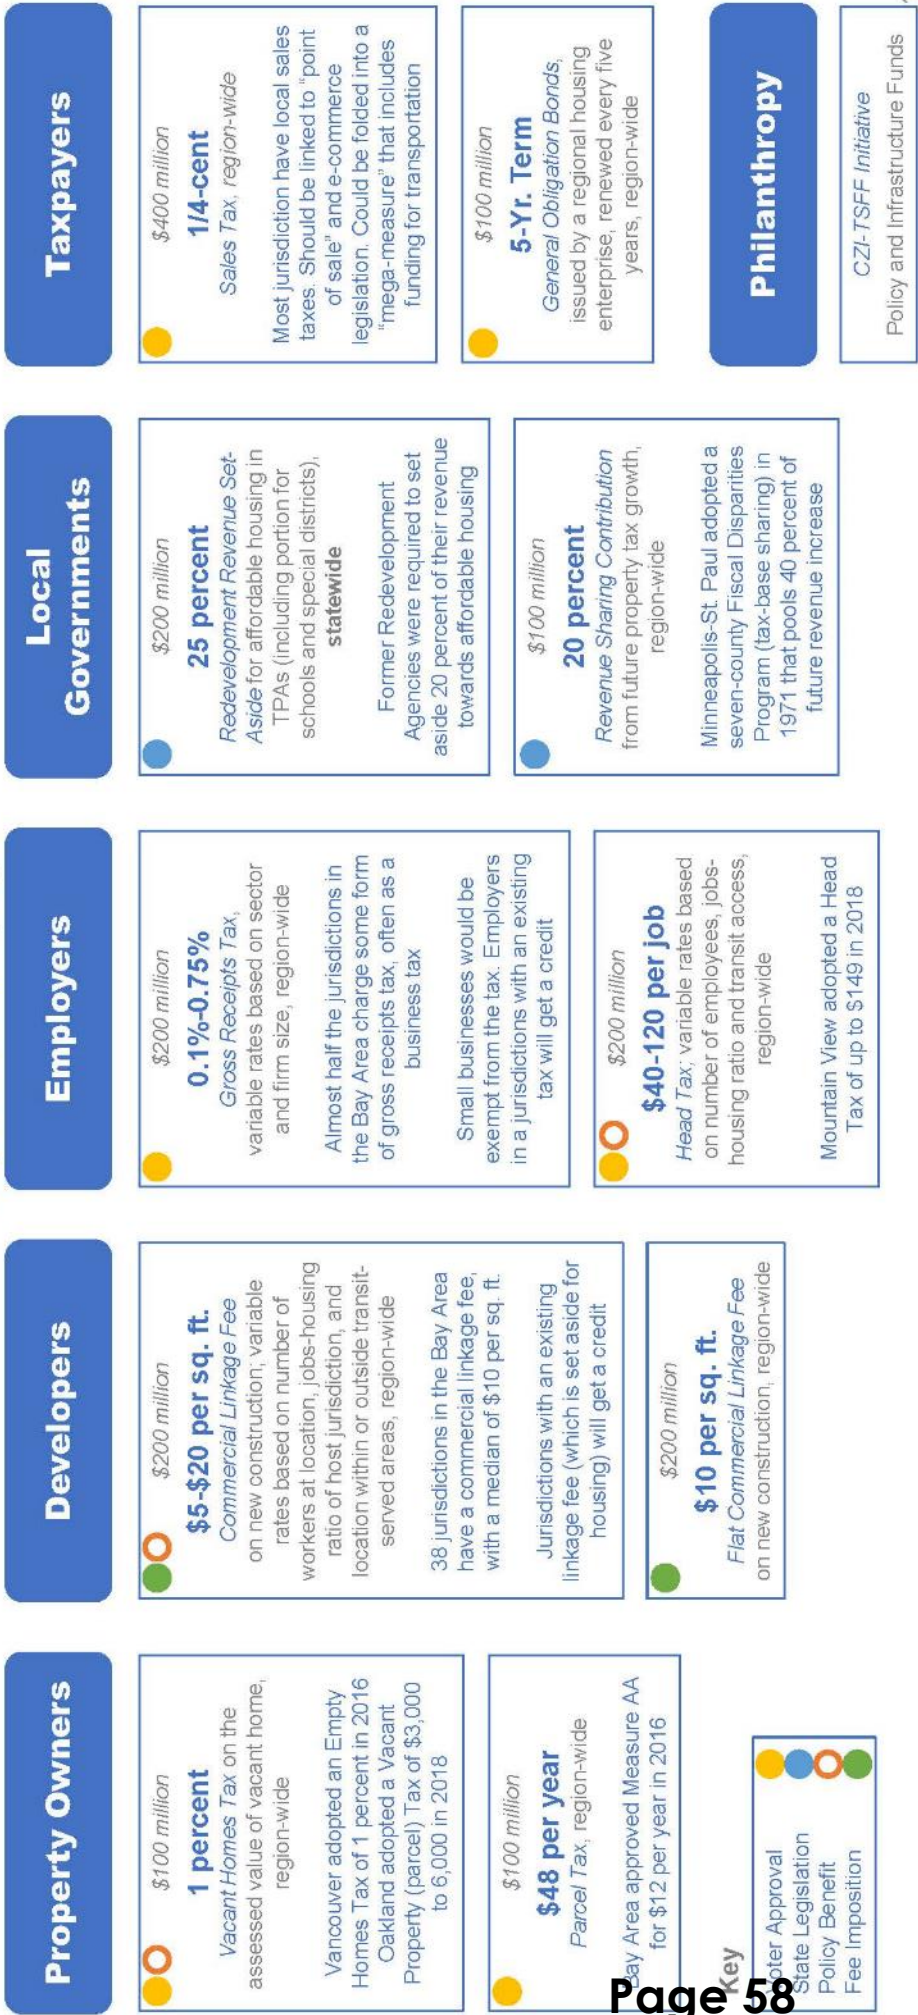 Property Owners
$100 million
1 percent
Vacant Homes Tax on the
assessed value of vacant home,
region-wide
Vancouver adopted an Empty
Homes Tax of 1 percent in 2016
Oakland adopted a Vacant
Property (parcel) Tax of $3,000
to 6,000 in 2018
$100 million
$48 per year
Parcel Tax, region-wide
Bay Area approved Measure AA
for $12 per year in 2016
Key
Voter Approval
State Legislation
Policy Benefit
Fee Imposition
Developers
$200 million
$5-$20 per sq. ft.
Commercial Linkage Fee
on new construction; variable
rates based on number of
workers at location, jobs-housing
ratio of host jurisdiction, and
location within or outside transit-
served areas, region-wide
38 jurisdictions in the Bay Area
have a commercial linkage fee,
with a median of $10 per sq. ft.
Jurisdictions with an existing
linkage fee (which is set aside for
housing) will get a credit
$200 million
$10 per sq. ft.
Flat Commercial Linkage Fee
on new construction, region-wide
Employers
$200 million
0.1%-0.75%
Gross Receipts Tax,
variable rates based on sector
and firm size, region-wide
Almost half the jurisdictions in
the Bay Area charge some form
of gross receipts tax, often as a
business tax
Small businesses would be
exempt from the tax. Employers
in a jurisdictions with an existing
tax will get a credit
$200 million
$40-120 per job
Head Tax; variable rates based
on number of employees, jobs-
housing ratio and transit access,
region-wide
Mountain View adopted a Head
Tax of up to $149 in 2018
Local
Governments
$200 million
25 percent
Redevelopment Revenue Set-
Aside for affordable housing in
TPAs (including portion for
schools and special districts),
statewide
Former Redevelopment
Agencies were required to set
aside 20 percent of their revenue
towards affordable housing
$100 million
20 percent
Revenue Sharing Contribution
from future property tax growth,
region-wide
Minneapolis-St. Paul adopted a
seven-county Fiscal Disparities
Program (tax-base sharing) in
1971 that pools 40 percent of
future revenue increase
Taxpayers
$400 million
1/4-cent
Sales Tax, region-wide
Most jurisdiction have local sales
taxes. Should be linked to "point
of sale" and e-commerce
legislation. Could be folded into a
"mega-measure" that includes
funding for transportation
$100 million
5-Yr. Term
General Obligation Bonds,
issued by a regional housing
enterprise, renewed every five
years, region-wide
Philanthropy
CZI-TSFF Initiative
Policy and Infrastructure Funds
Page 58